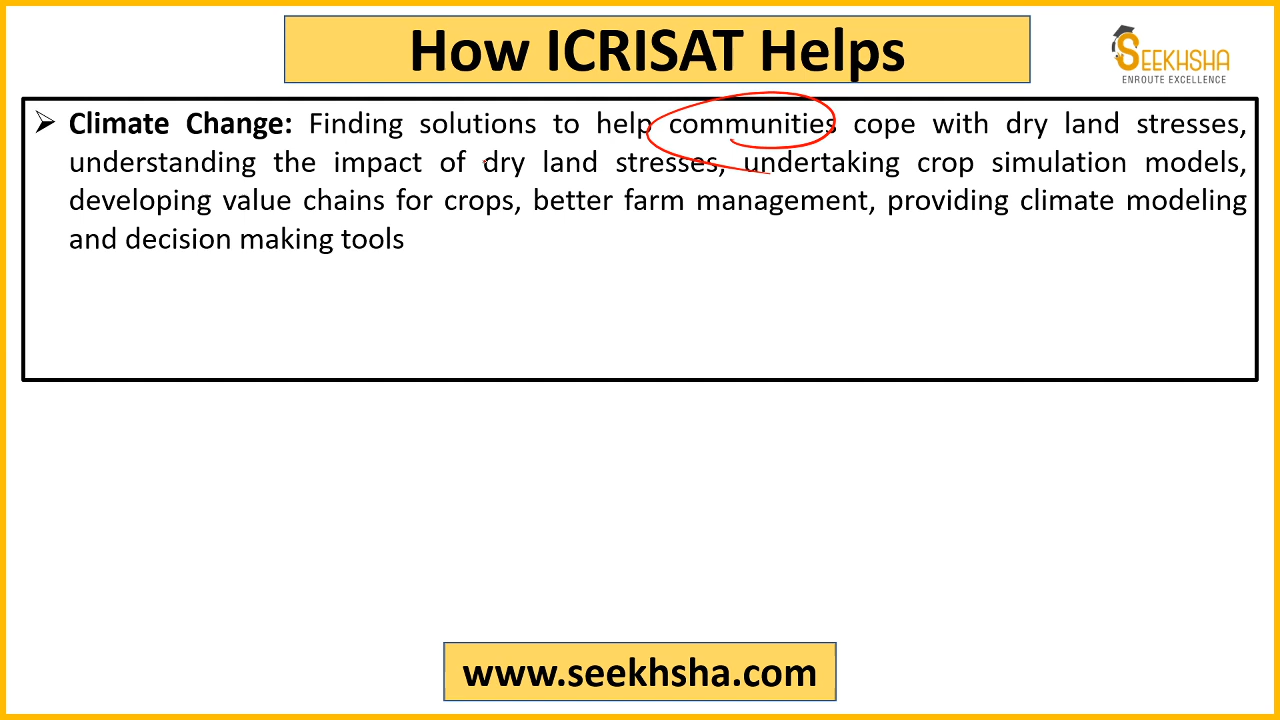 How ICRISAT Helps
SEEKHSHA
ENROUTE EXCELLENCE
➢ Climate Change: Finding solutions to help communities cope with dry land stresses,
understanding the impact of dry land stresses, undertaking crop simulation models,
developing value chains for crops, better farm management, providing climate modeling
and decision making tools
www.seekhsha.com